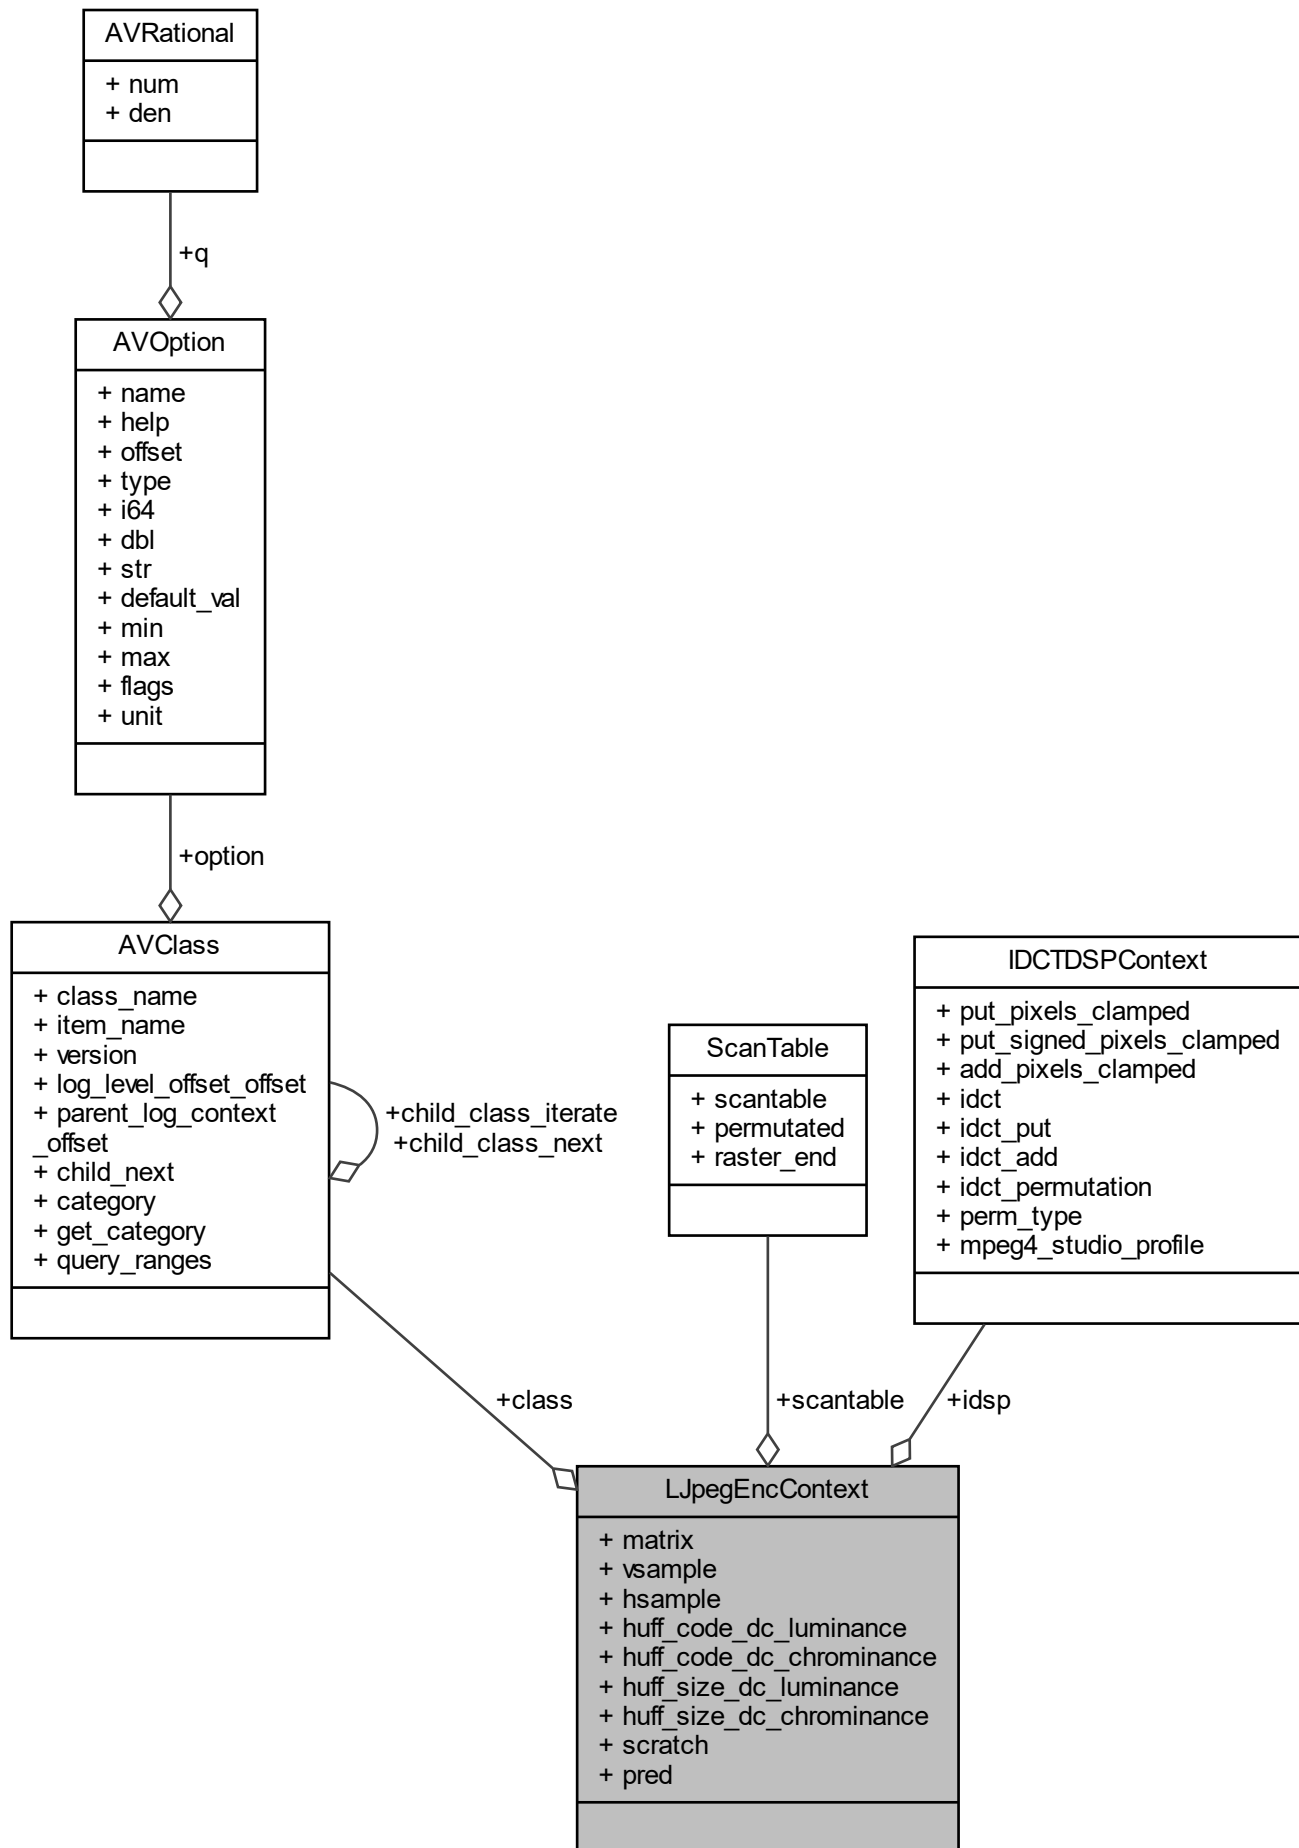 AVRational
+ num
+ den
+q
AVOption
+ name
+ help
+ offset
+ type
+ i64
+ dbl
+ str
+ default_val
+ min
+ max
+ flags
+ unit
+option
AVClass
+ class_name
+ item_name
+ version
+ log_level_offset_offset
+ parent_log_context
_offset
+ child_next
+ category
+ get_category
+ query_ranges
+child_class_iterate
+child_class_next
ScanTable
+ scantable
+ permutated
+ raster_end
IDCTDSPContext
+ put_pixels_clamped
+ put_signed_pixels_clamped
+ add_pixels_clamped
+ idct
+ idct_put
+ idct_add
+ idct_permutation
+ perm_type
+ mpeg4_studio_profile
+class
+scantable
+idsp
LJpegEncContext
+ matrix
+ vsample
+ hsample
+ huff_code_dc_luminance
+ huff_code_dc_chrominance
+ huff_size_dc_luminance
+ huff_size_dc_chrominance
+ scratch
+ pred